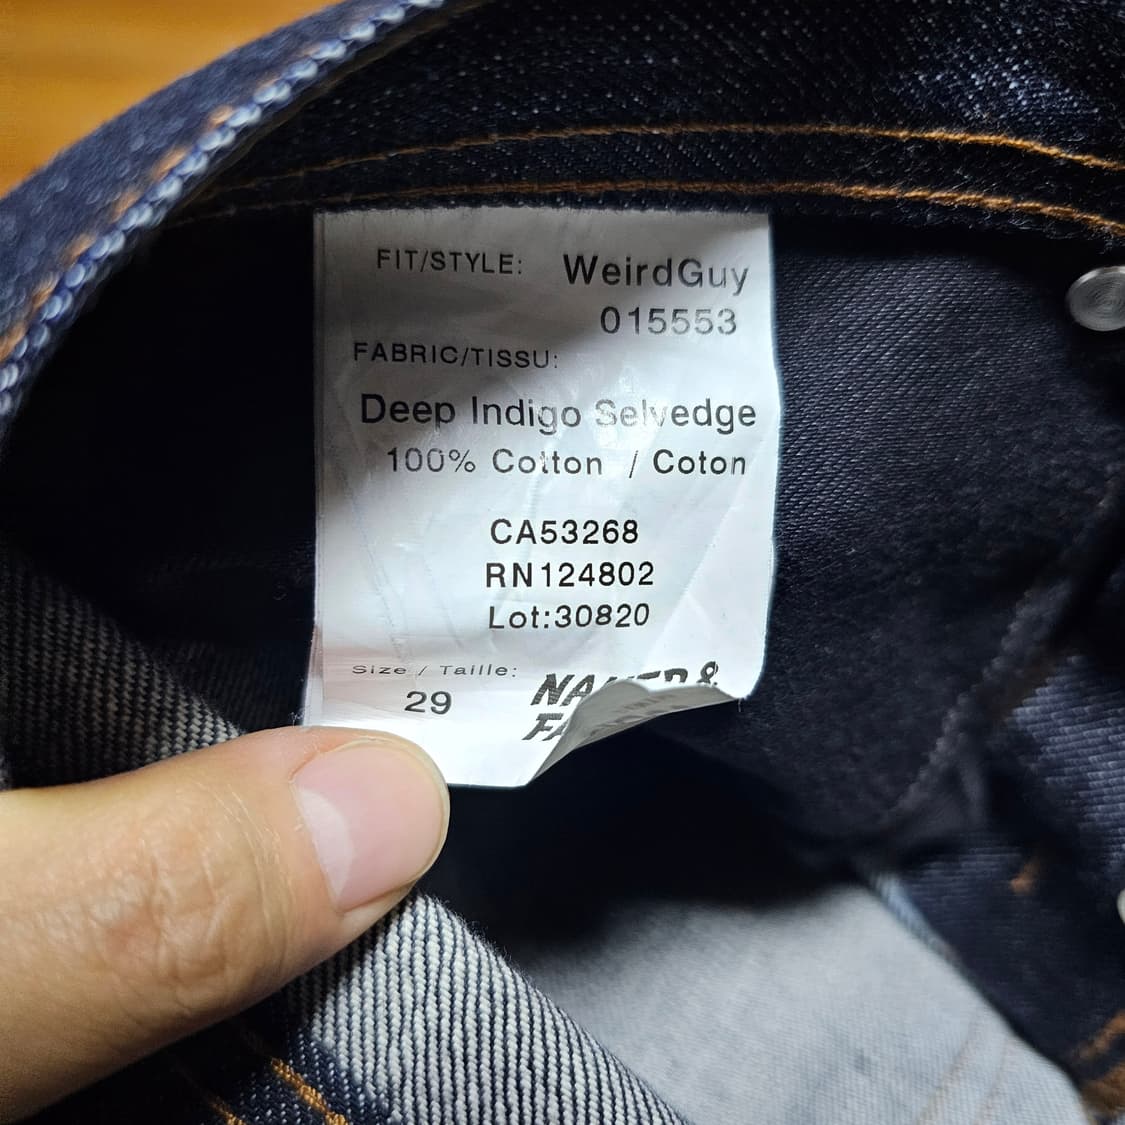 FIT/STYLE: WeirdGuy
015553
FABRIC/TISSU:
Deep Indigo Selvedge
100% Cotton / Coton
CA53268
RN124802
Lot:30820
Size / Taille:
29
&